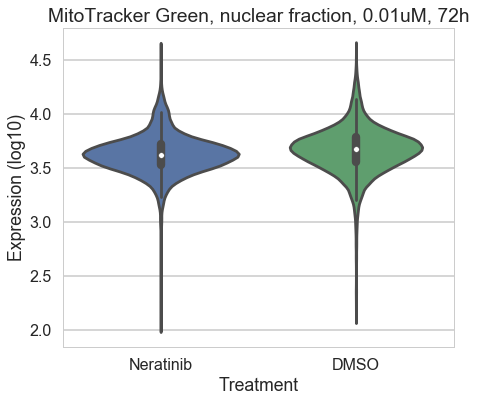 MitoTracker Green, nuclear fraction, 0.01uM, 72h
Expression (log10)
4.5
4.0
3.5
3.0
2.5
2.0
Neratinib DMSO
Treatment